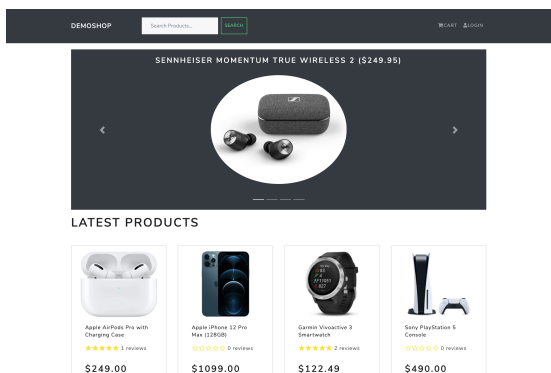 DEMOSHOP
Search Products...
SEARCH
CART
LOGIN
SENNHEISER MOMENTUM TRUE WIRELESS 2 ($249.95)
LATEST PRODUCTS
Apple AirPods Pro with
Charging Case
1 reviews
$249.00
Apple iPhone 12 Pro
Max (128GB)
0 reviews
$1099.00
Garmin Vivoactive 3
Smartwatch
2 reviews
$122.49
Sony PlayStation 5
Console
0 reviews
$490.00